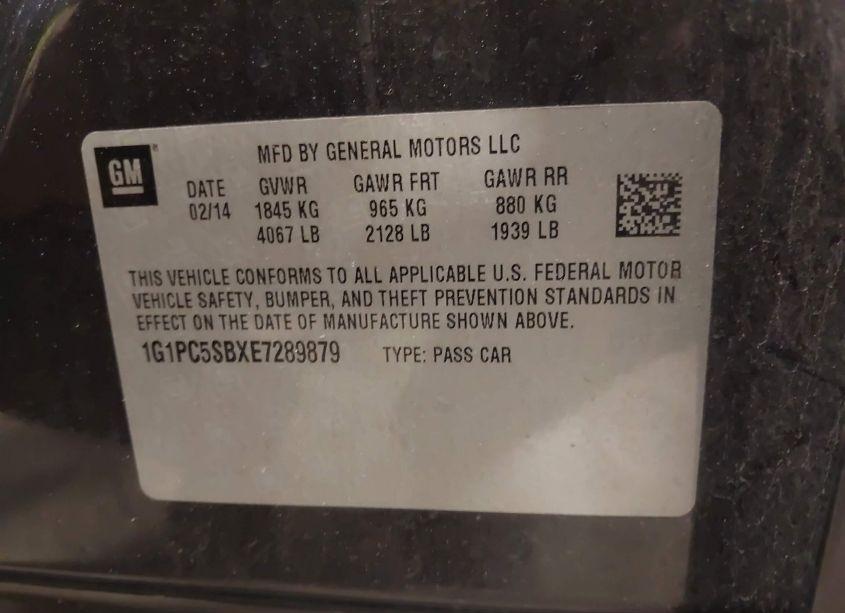 GM
MFD BY GENERAL MOTORS LLC
DATE GVWR GAWR FRT GAWR RR
02/14 1845 KG 965 KG 880 KG
4067 LB 2128 LB 1939 LB
THIS VEHICLE CONFORMS TO ALL APPLICABLE U.S. FEDERAL MOTOR
VEHICLE SAFETY, BUMPER, AND THEFT PREVENTION STANDARDS IN
EFFECT ON THE DATE OF MANUFACTURE SHOWN ABOVE.
1G1PC5SBXE7289879 TYPE: PASS CAR